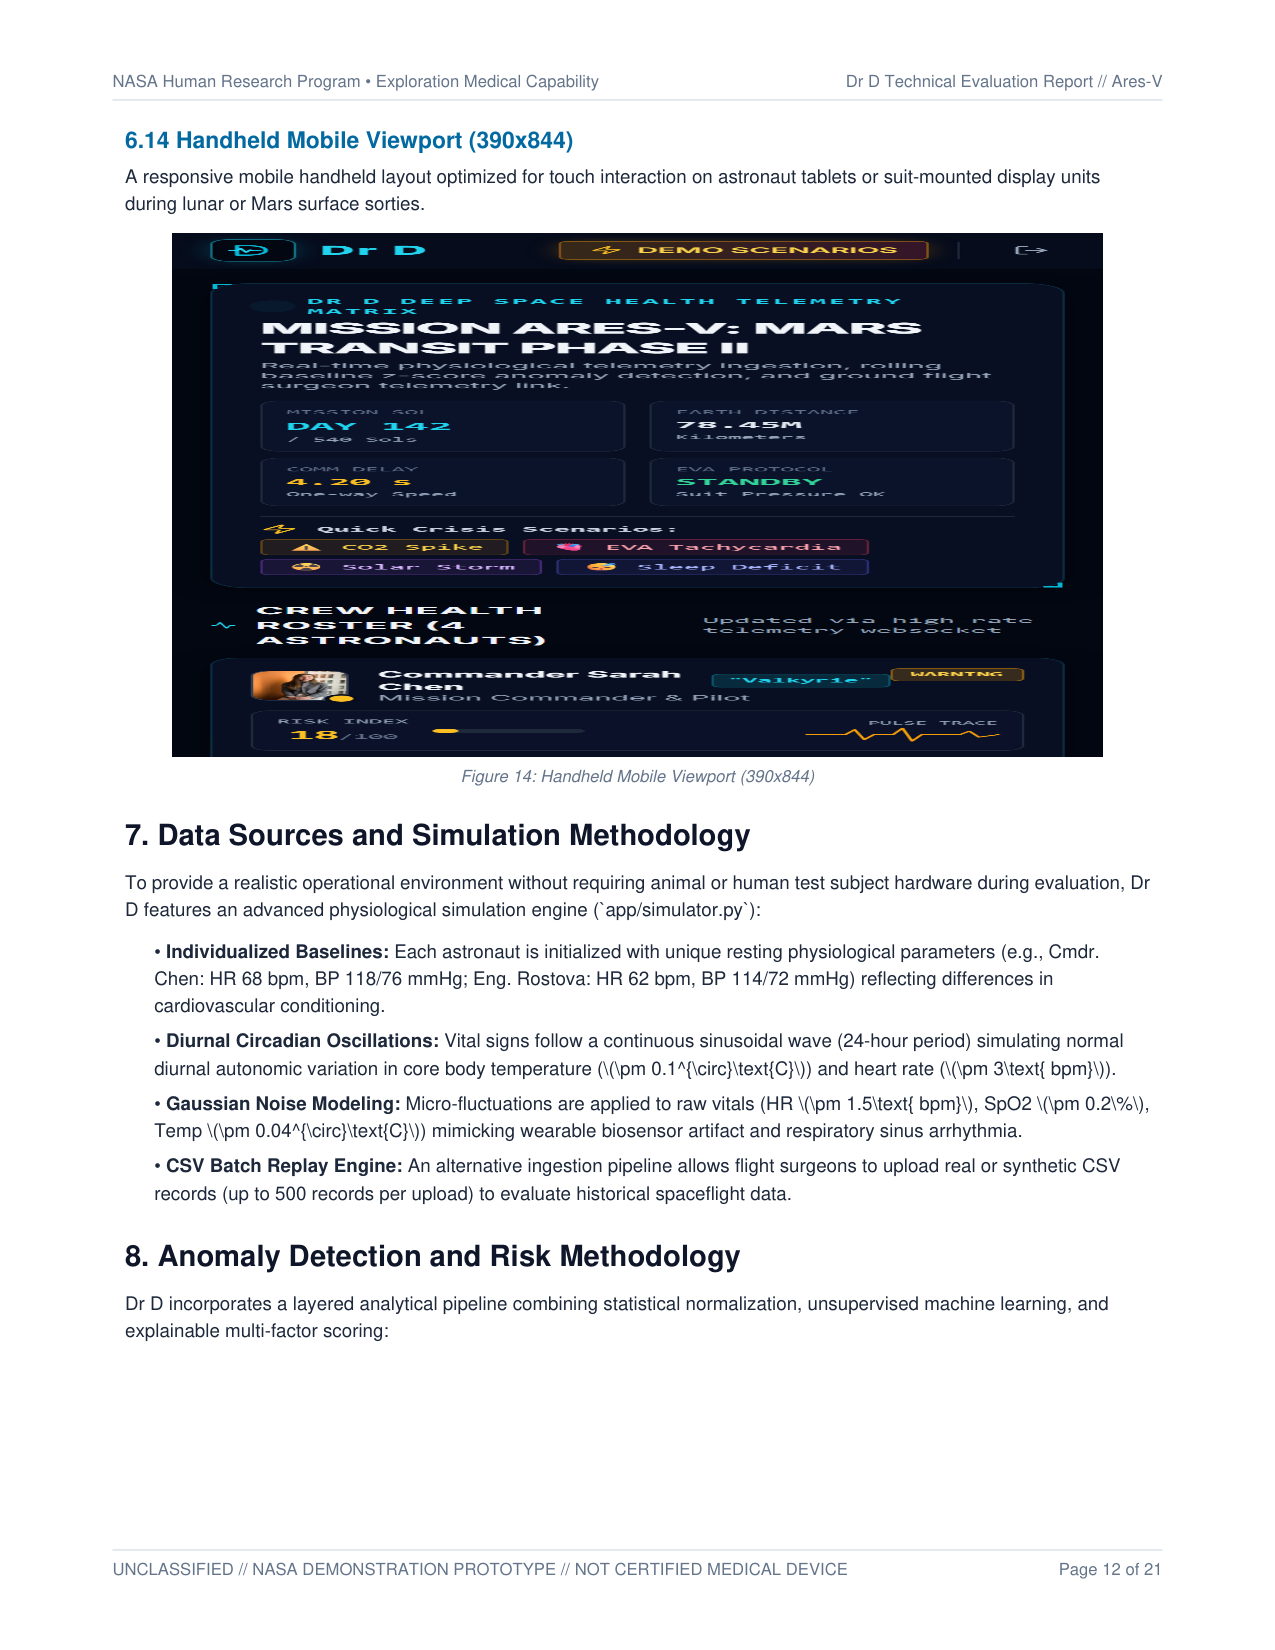 NASA Human Research Program • Exploration Medical Capability
Dr D Technical Evaluation Report // Ares-V
6.14 Handheld Mobile Viewport (390x844)
A responsive mobile handheld layout optimized for touch interaction on astronaut tablets or suit-mounted display units
during lunar or Mars surface sorties.
Dr D
DEMO SCENARIOS
DR D DEEP SPACE HEALTH TELEMETRY
MATRIX
MISSION ARES-V: MARS
TRANSIT PHASE II
Real-time physiological telemetry ingestion, rolling
baseline z-score anomaly detection, and ground flight
surgeon telemetry link.
MISSION SOL
DAY 142
/ 540 Sols
EARTH DISTANCE
78.45M
Kilometers
COMM DELAY
4.20 s
One-way Speed
EVA PROTOCOL
STANDBY
Suit Pressure OK
Quick Crisis Scenarios:
CO2 Spike
EVA Tachycardia
Solar Storm
Sleep Deficit
CREW HEALTH
ROSTER (4
ASTRONAUTS)
Updated via high rate
telemetry websocket
Commander Sarah
Chen
"Valkyrie"
WARNING
Mission Commander & Pilot
RISK INDEX
18/100
PULSE TRACE
Figure 14: Handheld Mobile Viewport (390x844)
7. Data Sources and Simulation Methodology
To provide a realistic operational environment without requiring animal or human test subject hardware during evaluation, Dr
D features an advanced physiological simulation engine (`app/simulator.py`):
• Individualized Baselines: Each astronaut is initialized with unique resting physiological parameters (e.g., Cmdr.
Chen: HR 68 bpm, BP 118/76 mmHg; Eng. Rostova: HR 62 bpm, BP 114/72 mmHg) reflecting differences in
cardiovascular conditioning.
• Diurnal Circadian Oscillations: Vital signs follow a continuous sinusoidal wave (24-hour period) simulating normal
diurnal autonomic variation in core body temperature (\(\pm 0.1^{\circ}\text{C}\)) and heart rate (\(\pm 3\text{ bpm}\)).
• Gaussian Noise Modeling: Micro-fluctuations are applied to raw vitals (HR \(\pm 1.5\text{ bpm}\), SpO2 \(\pm 0.2\%\),
Temp \(\pm 0.04^{\circ}\text{C}\)) mimicking wearable biosensor artifact and respiratory sinus arrhythmia.
• CSV Batch Replay Engine: An alternative ingestion pipeline allows flight surgeons to upload real or synthetic CSV
records (up to 500 records per upload) to evaluate historical spaceflight data.
8. Anomaly Detection and Risk Methodology
Dr D incorporates a layered analytical pipeline combining statistical normalization, unsupervised machine learning, and
explainable multi-factor scoring:
UNCLASSIFIED // NASA DEMONSTRATION PROTOTYPE // NOT CERTIFIED MEDICAL DEVICE
Page 12 of 21